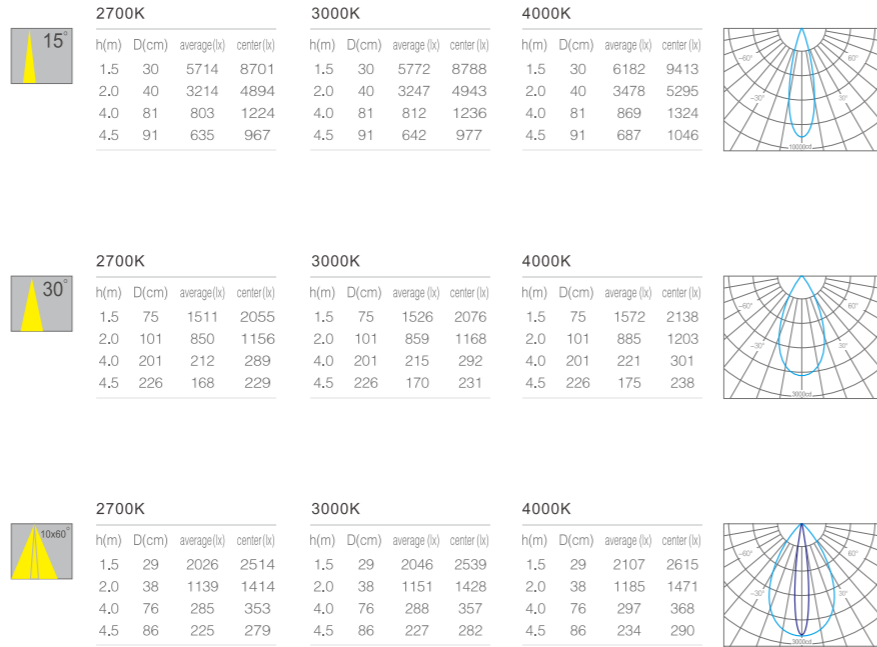 2700K 3000K 4000K
15°
h(m) D(cm) average(lx) center(lx) h(m) D(cm) average(lx) center(lx) h(m) D(cm) average(lx) center(lx)
1.5 30 5714 8701 1.5 30 5772 8788 1.5 30 6182 9413
2.0 40 3214 4894 2.0 40 3247 4943 2.0 40 3478 5295
4.0 81 803 1224 4.0 81 812 1236 4.0 81 869 1324
4.5 91 635 967 4.5 91 642 977 4.5 91 687 1046
-60° 60°
-30° 30°
10000cd
2700K 3000K 4000K
30°
h(m) D(cm) average(lx) center(lx) h(m) D(cm) average(lx) center(lx) h(m) D(cm) average(lx) center(lx)
1.5 75 1511 2055 1.5 75 1526 2076 1.5 75 1572 2138
2.0 101 850 1156 2.0 101 859 1168 2.0 101 885 1203
4.0 201 212 289 4.0 201 215 292 4.0 201 221 301
4.5 226 168 229 4.5 226 170 231 4.5 226 175 238
-60° 60°
-30° 30°
3000cd
2700K 3000K 4000K
10x60°
h(m) D(cm) average(lx) center(lx) h(m) D(cm) average(lx) center(lx) h(m) D(cm) average(lx) center(lx)
1.5 29 2026 2514 1.5 29 2046 2539 1.5 29 2107 2615
2.0 38 1139 1414 2.0 38 1151 1428 2.0 38 1185 1471
4.0 76 285 353 4.0 76 288 357 4.0 76 297 368
4.5 86 225 279 4.5 86 227 282 4.5 86 234 290
-60° 60°
-30° 30°
3000cd